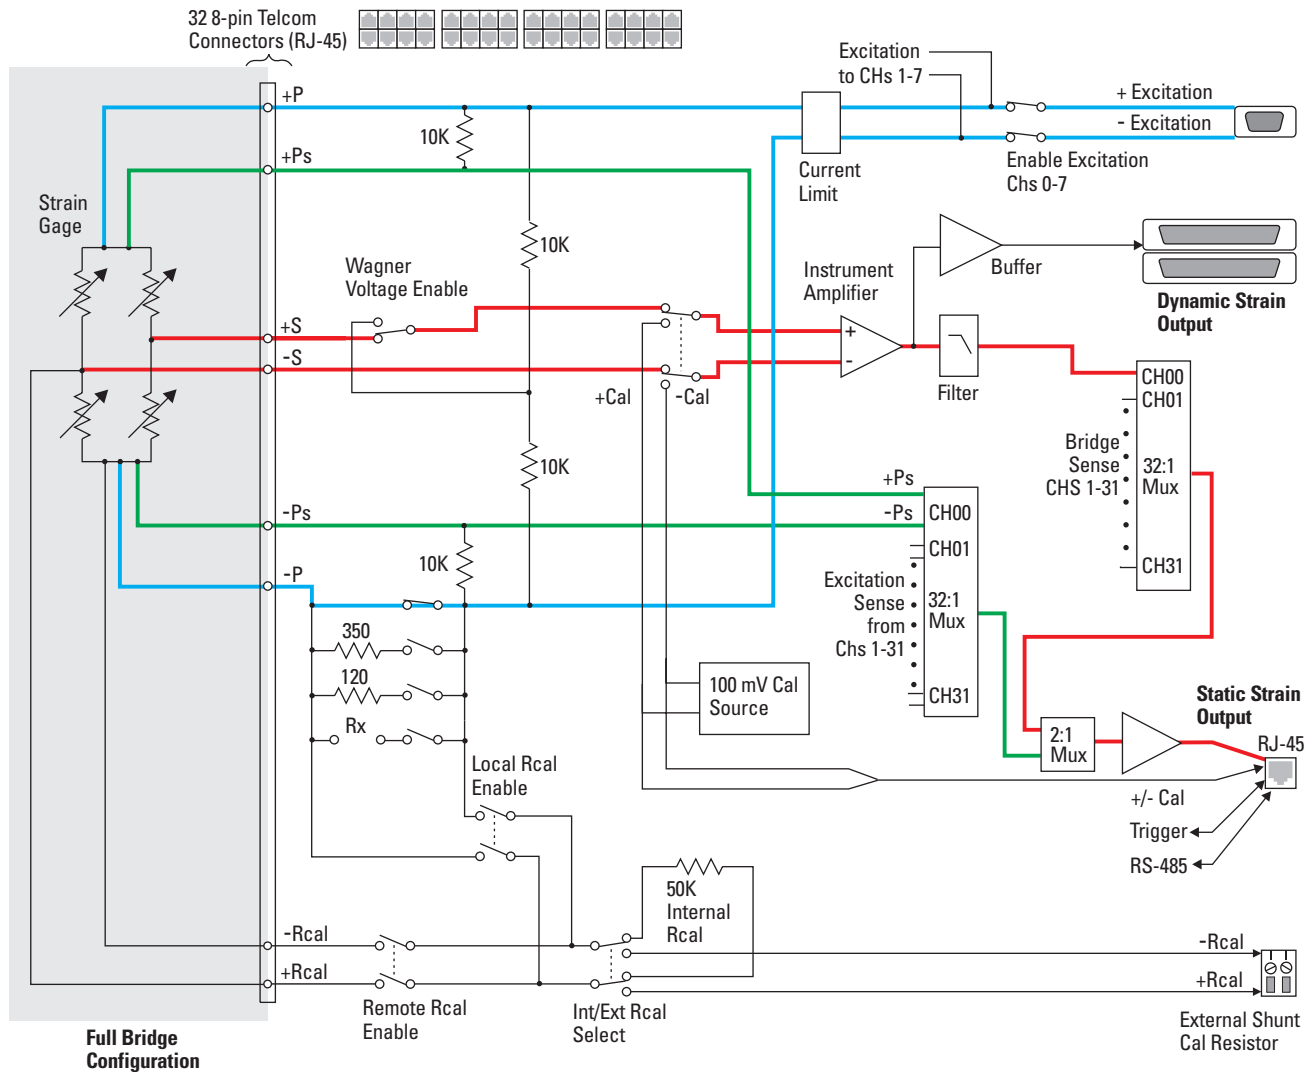 32 8-pin Telcom
Connectors (RJ-45)
Excitation
to CHs 1-7
+P
+ Excitation
- Excitation
10K
+Ps
Current
Limit
Enable Excitation
Chs 0-7
Strain
Gage
10K
Wagner
Voltage Enable
Instrument
Amplifier
Buffer
Dynamic Strain
Output
+S
-S
+
-
+Cal
-Cal
Filter
CH00
CH01
Bridge
Sense
CHS 1-31
32:1
Mux
CH31
10K
+Ps
-Ps
CH00
CH01
Excitation
Sense
from
Chs 1-31
32:1
Mux
CH31
-Ps
10K
-P
350
120
Rx
100 mV Cal
Source
Static Strain
Output
RJ-45
2:1
Mux
Local Rcal
Enable
+/- Cal
Trigger
RS-485
50K
Internal
Rcal
-Rcal
+Rcal
-Rcal
+Rcal
Remote Rcal
Enable
Int/Ext Rcal
Select
External Shunt
Cal Resistor
Full Bridge
Configuration